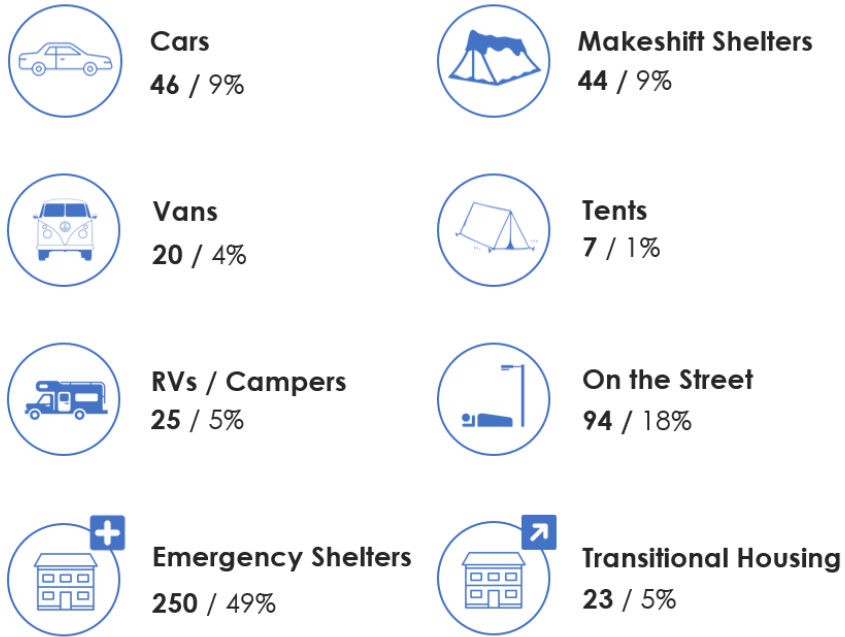 Cars
46 / 9%
Makeshift Shelters
44 / 9%
Vans
20 / 4%
Tents
7 / 1%
RVs / Campers
25 / 5%
On the Street
94 / 18%
Emergency Shelters
250 / 49%
Transitional Housing
23 / 5%